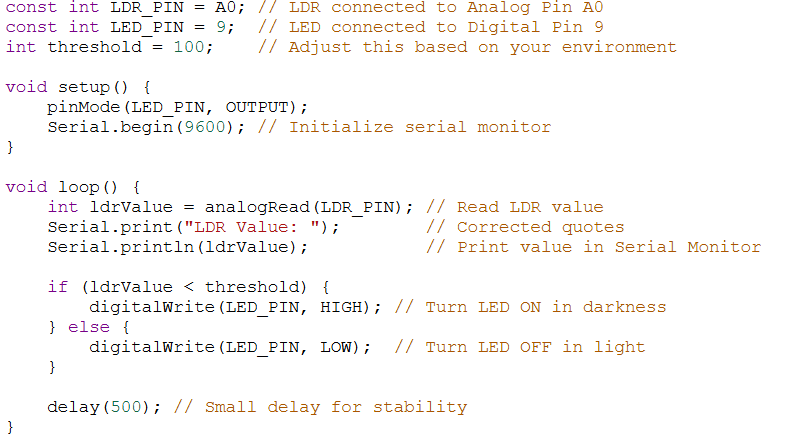 const int LDR_PIN = A0; // LDR connected to Analog Pin A0
const int LED_PIN = 9;  // LED connected to Digital Pin 9
int threshold = 100;    // Adjust this based on your environment

void setup() {
    pinMode(LED_PIN, OUTPUT);
    Serial.begin(9600); // Initialize serial monitor
}

void loop() {
    int ldrValue = analogRead(LDR_PIN); // Read LDR value
    Serial.print("LDR Value: ");        // Corrected quotes
    Serial.println(ldrValue);           // Print value in Serial Monitor

    if (ldrValue < threshold) {
        digitalWrite(LED_PIN, HIGH); // Turn LED ON in darkness
    } else {
        digitalWrite(LED_PIN, LOW);  // Turn LED OFF in light
    }

    delay(500); // Small delay for stability
}